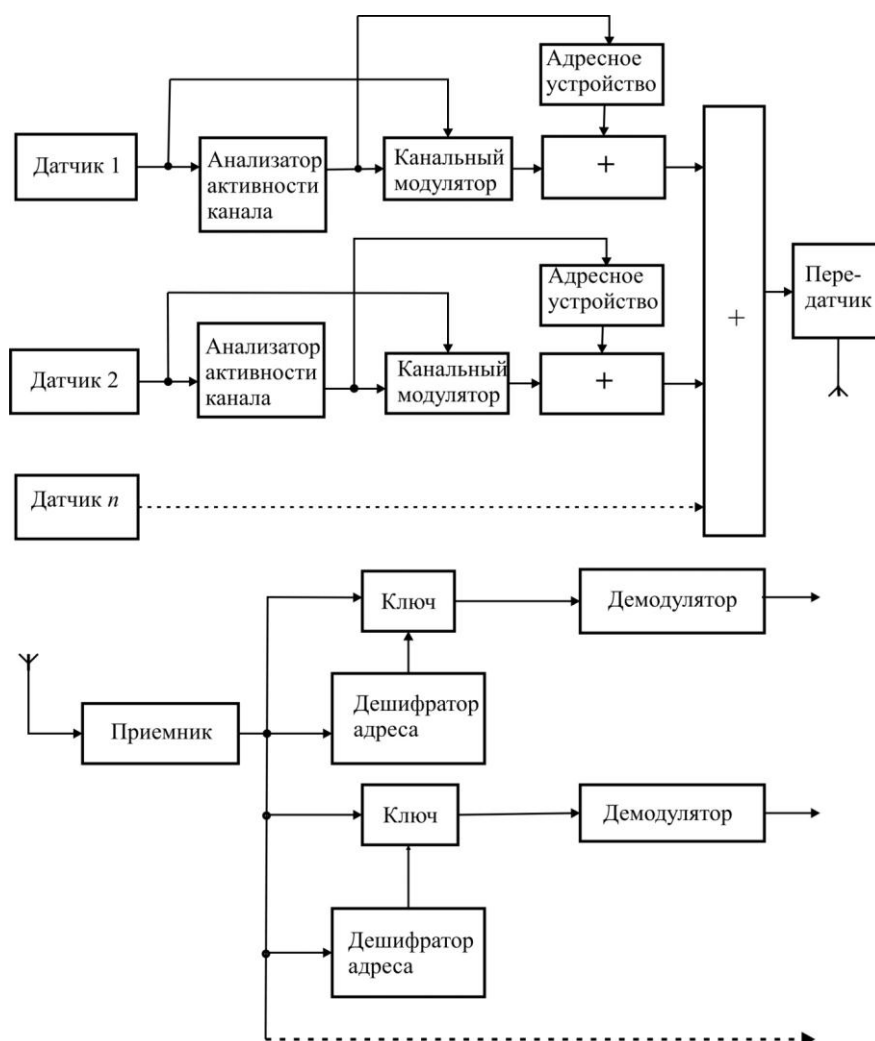 Адресное
устройство
Датчик 1
Анализатор
активности
канала
Канальный
модулятор
+
Адресное
устройство
Датчик 2
Анализатор
активности
канала
Канальный
модулятор
+
+
Пере-
датчик
Датчик n
Ключ
Демодулятор
Приемник
Дешифратор
адреса
Ключ
Демодулятор
Дешифратор
адреса